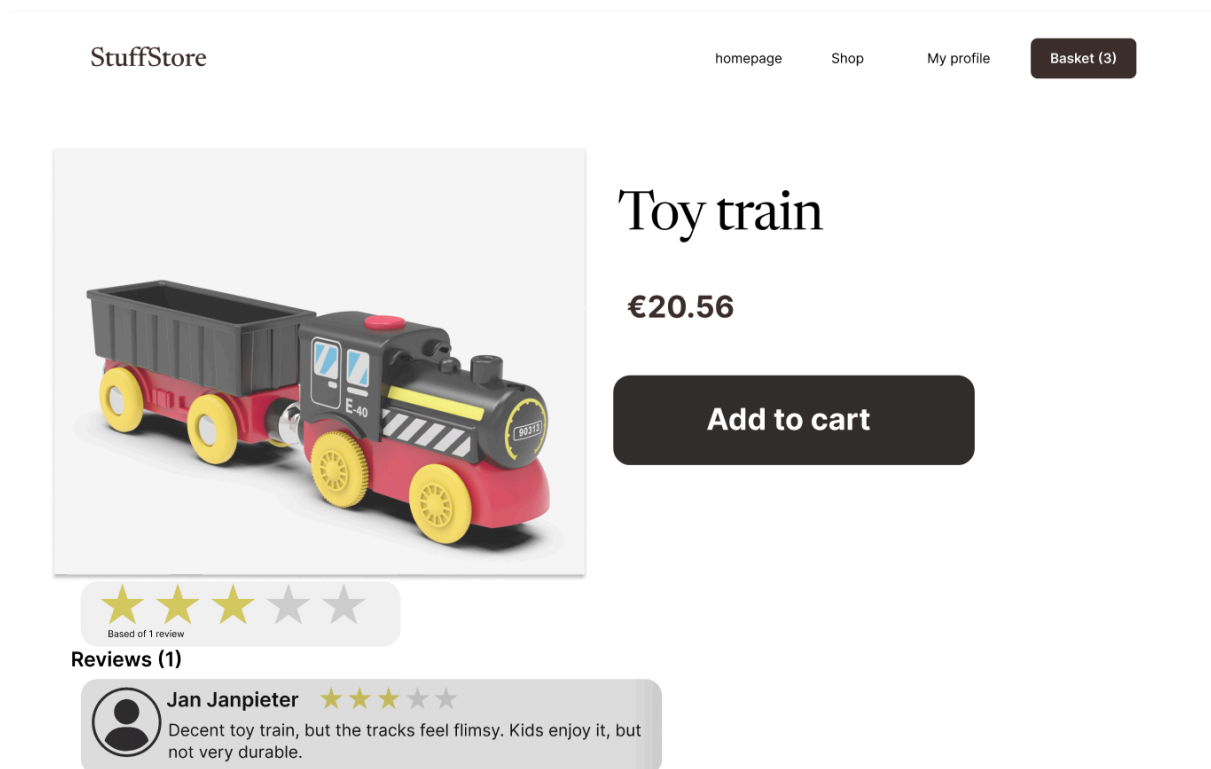 StuffStore
homepage
Shop
My profile
Basket (3)
Toy train
€20.56
Add to cart
E-40
90313
Based of 1 review
Reviews (1)
Jan Janpieter
Decent toy train, but the tracks feel flimsy. Kids enjoy it, but
not very durable.